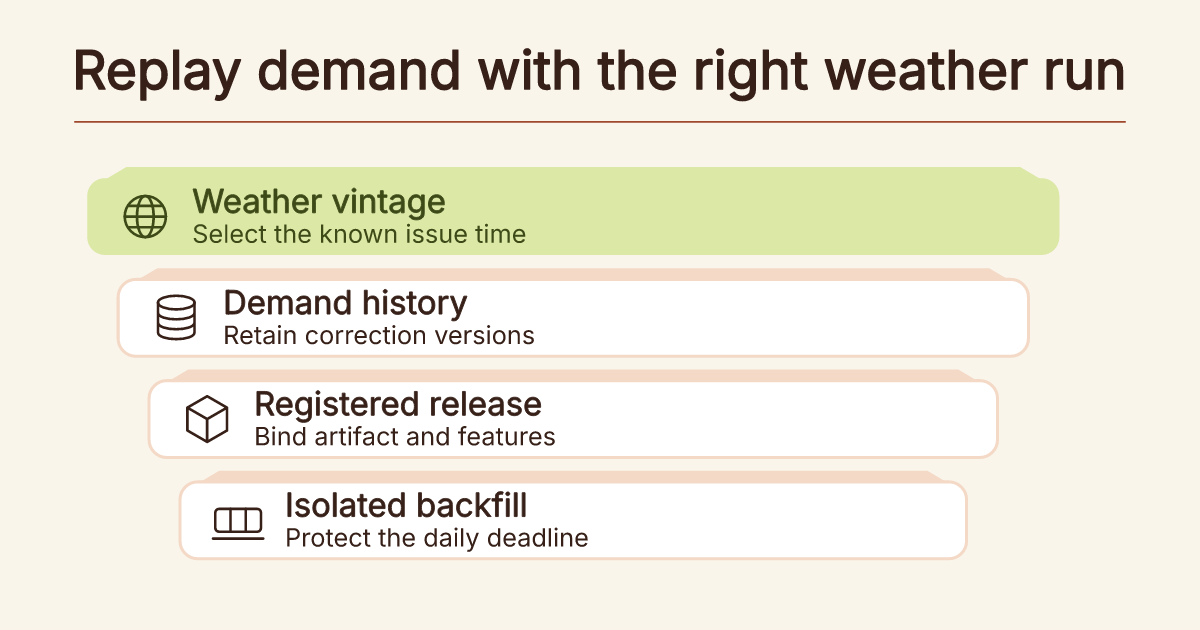 Replay demand with the right weather run
Weather vintage
Select the known issue time
Demand history
Retain correction versions
Registered release
Bind artifact and features
Isolated backfill
Protect the daily deadline